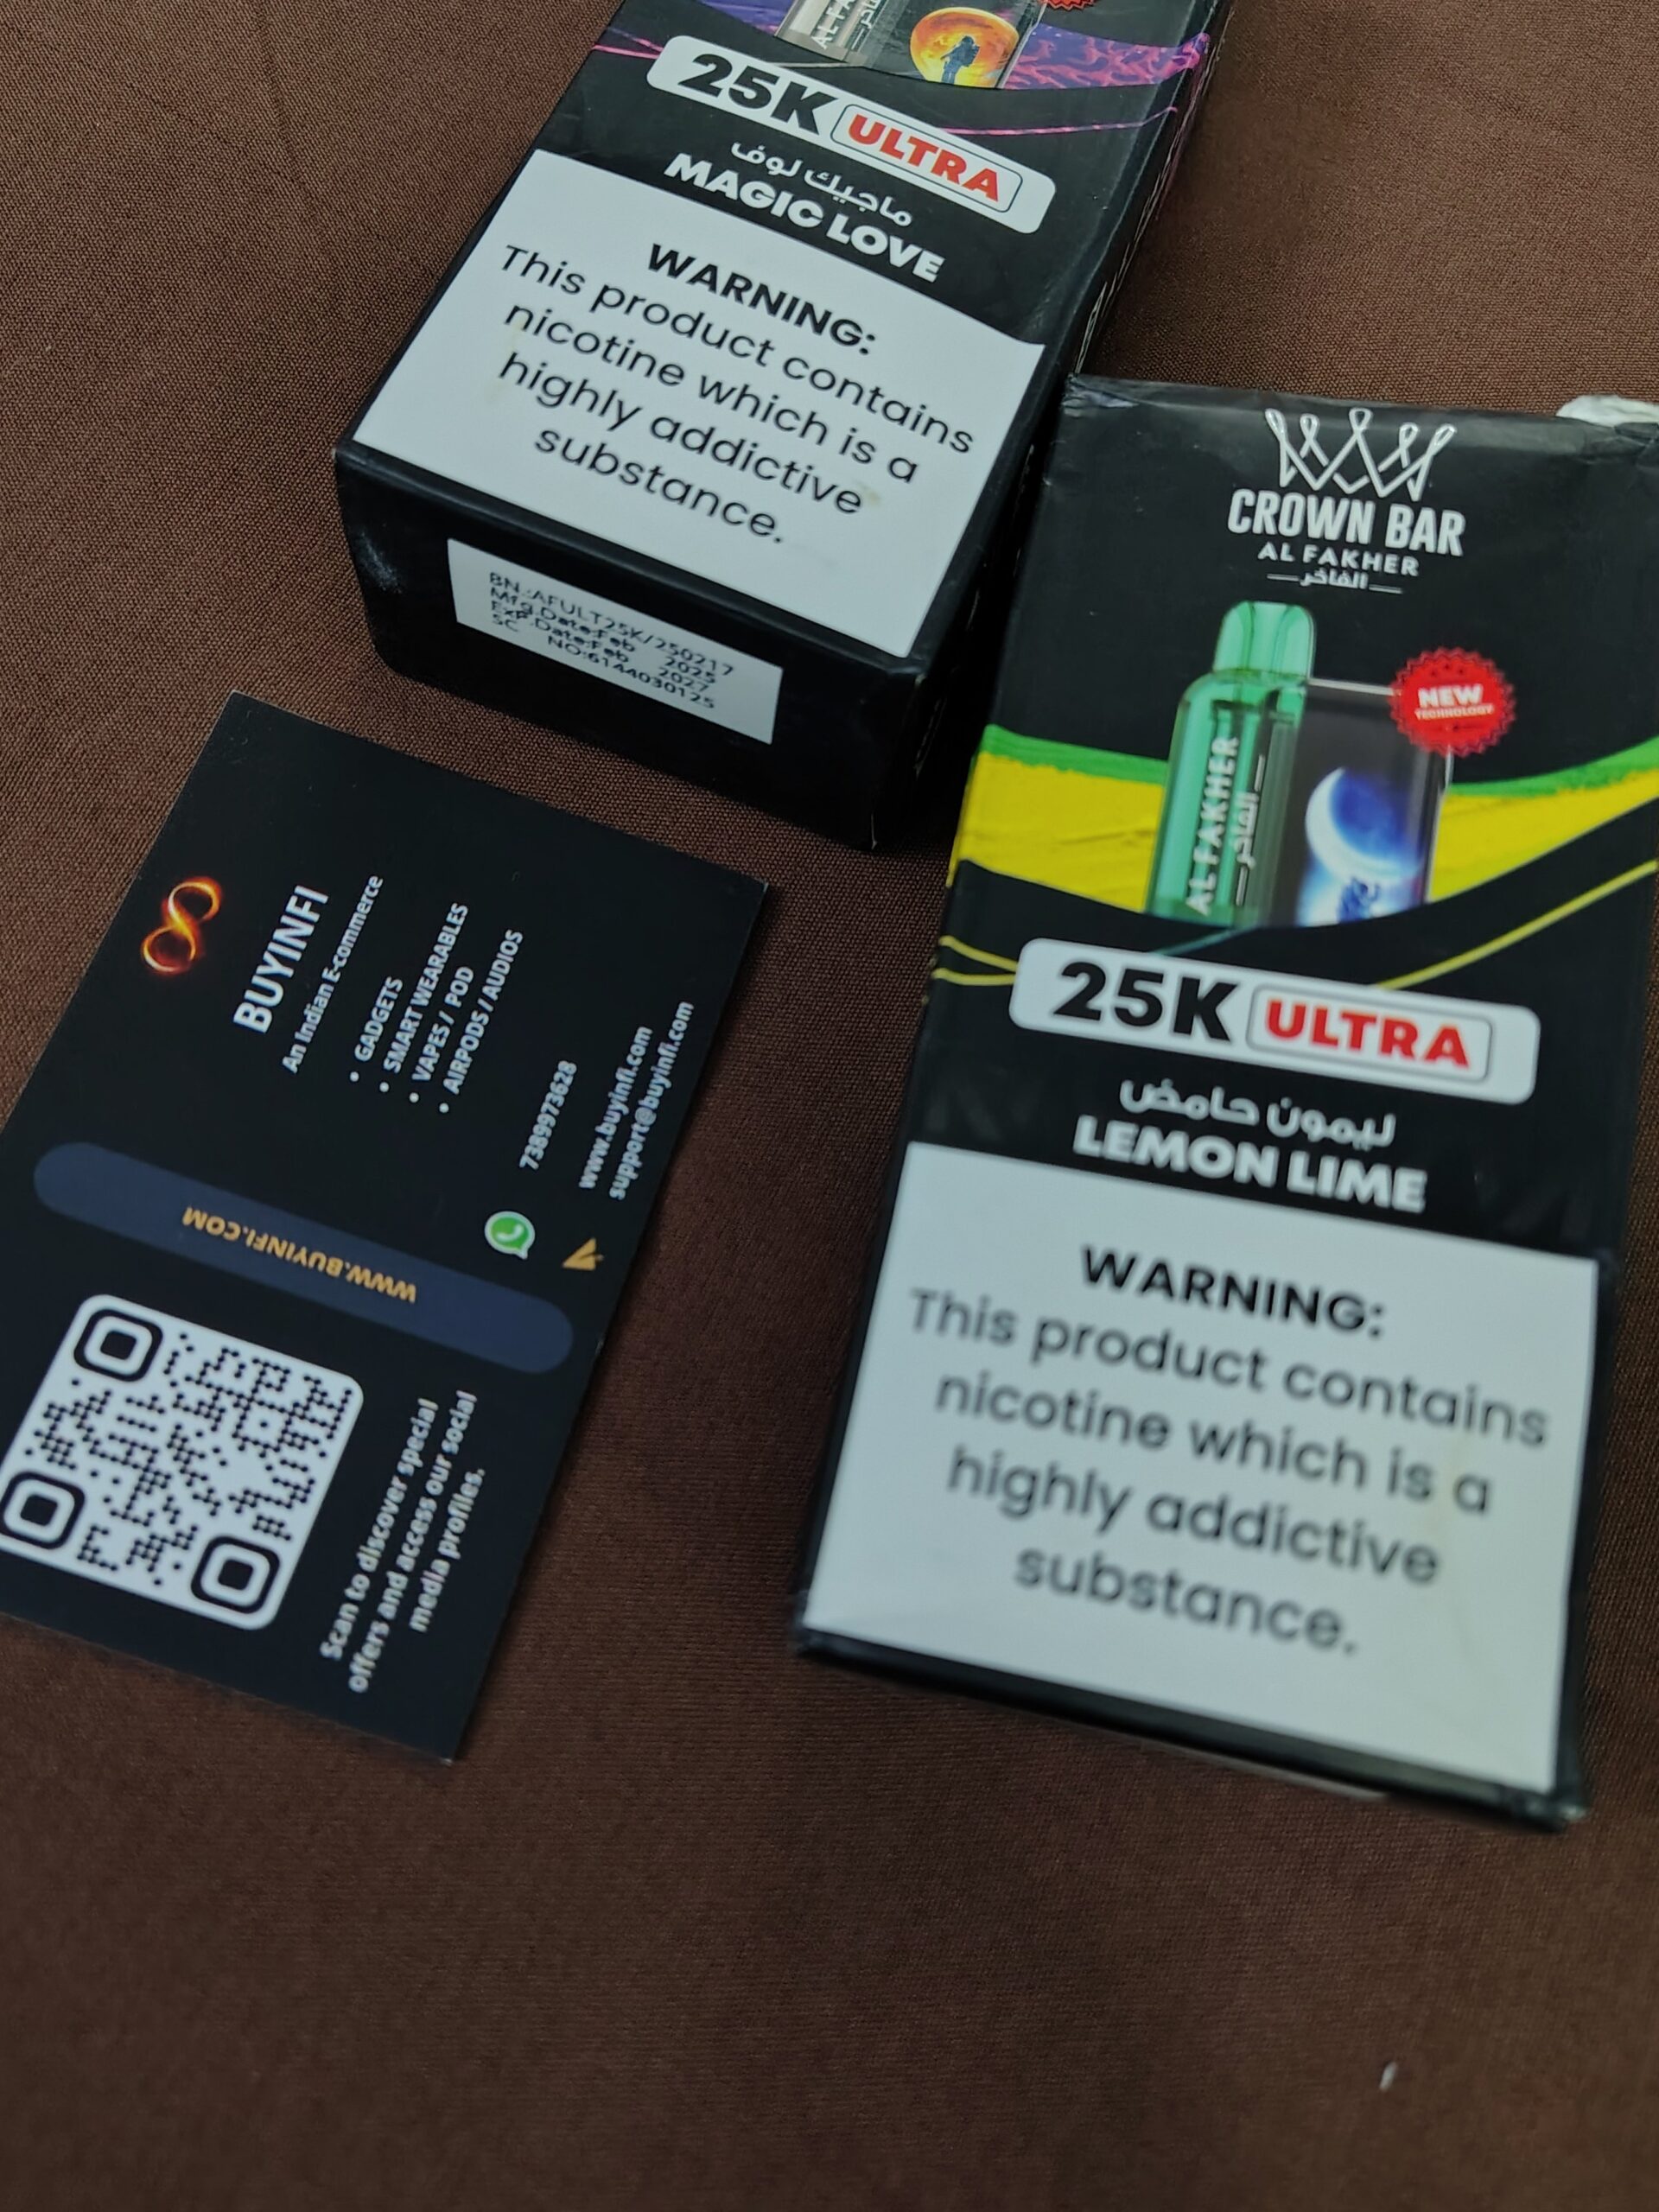 AL FA
25K ULTRA
ماجيك لوف
MAGIC LOVE
WARNING:
This product contains
nicotine which is a
highly addictive
substance.
BN.:AFULT25K/250217
Mfg.Date:Feb 2025
Exp.Date:Feb 2027
SC NO:6144030125
CROWN BAR
AL FAKHER
الفاخر
NEW
TECHNOLOGY
AL FAKHER
الفاخر
25K ULTRA
ليمون حامض
LEMON LIME
WARNING:
This product contains
nicotine which is a
highly addictive
substance.
BUYINFI
An Indian E-commerce
• GADGETS
• SMART WEARABLES
• VAPES / POD
• AIRPODS / AUDIOS
7389973628
www.buyinfi.com
support@buyinfi.com
WWW.BUYINFI.COM
Scan to discover special
offers and access our social
media profiles.